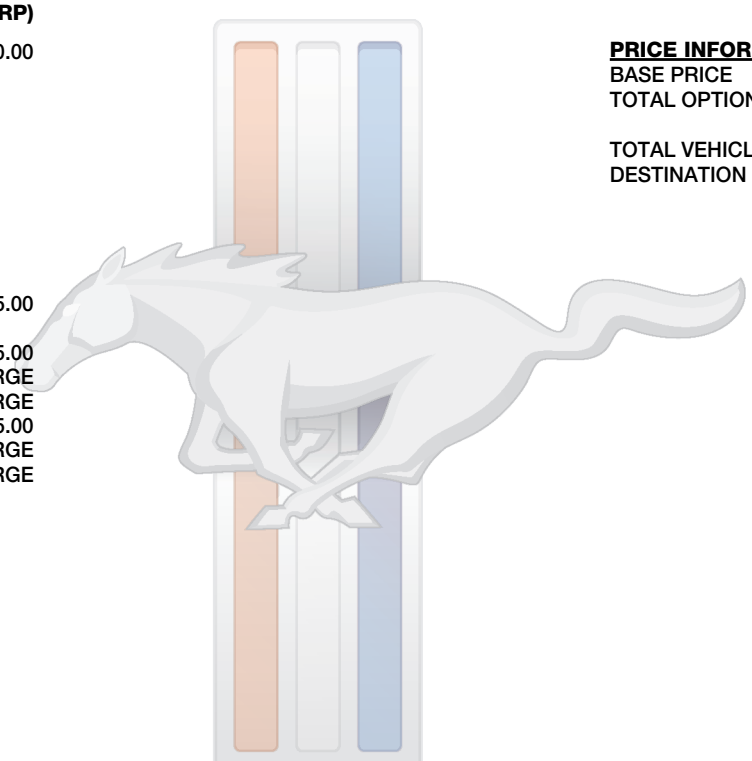 RP)
0.00
5.00
5.00
RGE
RGE
5.00
RGE
RGE
PRICE INFOR
BASE PRICE
TOTAL OPTION
TOTAL VEHICL
DESTINATION